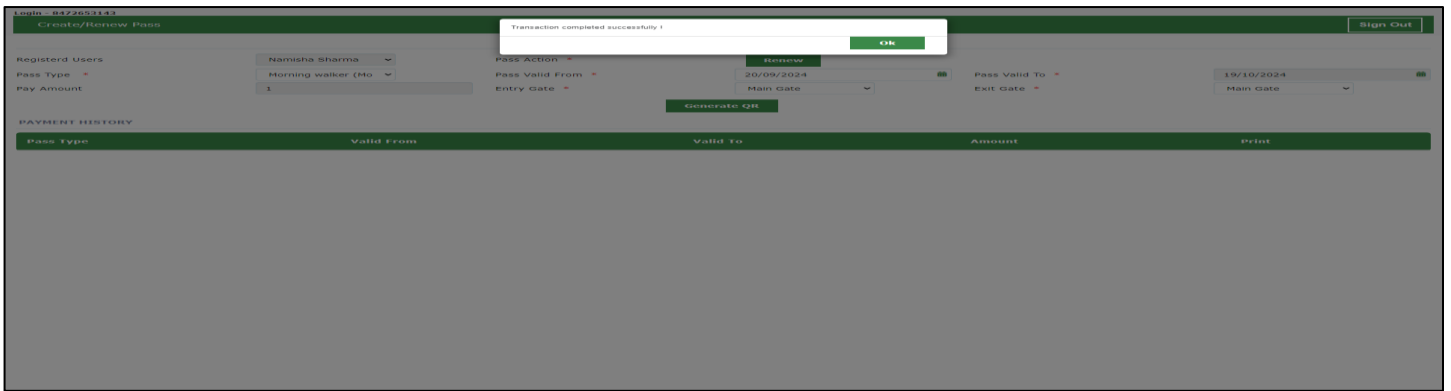 Login - 8472653143
Create/Renew Pass
Sign Out
Transaction completed successfully !
Ok
Registerd Users Namisha Sharma Pass Action * Renew
Pass Type * Morning walker (Mo Pass Valid From * 20/09/2024 Pass Valid To * 19/10/2024
Pay Amount 1 Entry Gate * Main Gate Exit Gate * Main Gate
Generate QR
PAYMENT HISTORY
Pass Type Valid From Valid To Amount Print